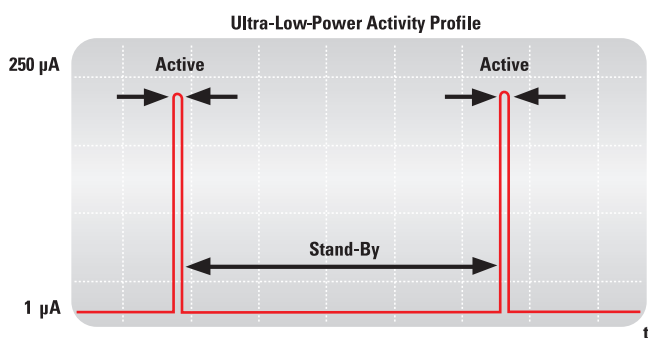 Ultra-Low-Power Activity Profile
250 µA
Active
Active
Stand-By
1 µA
t